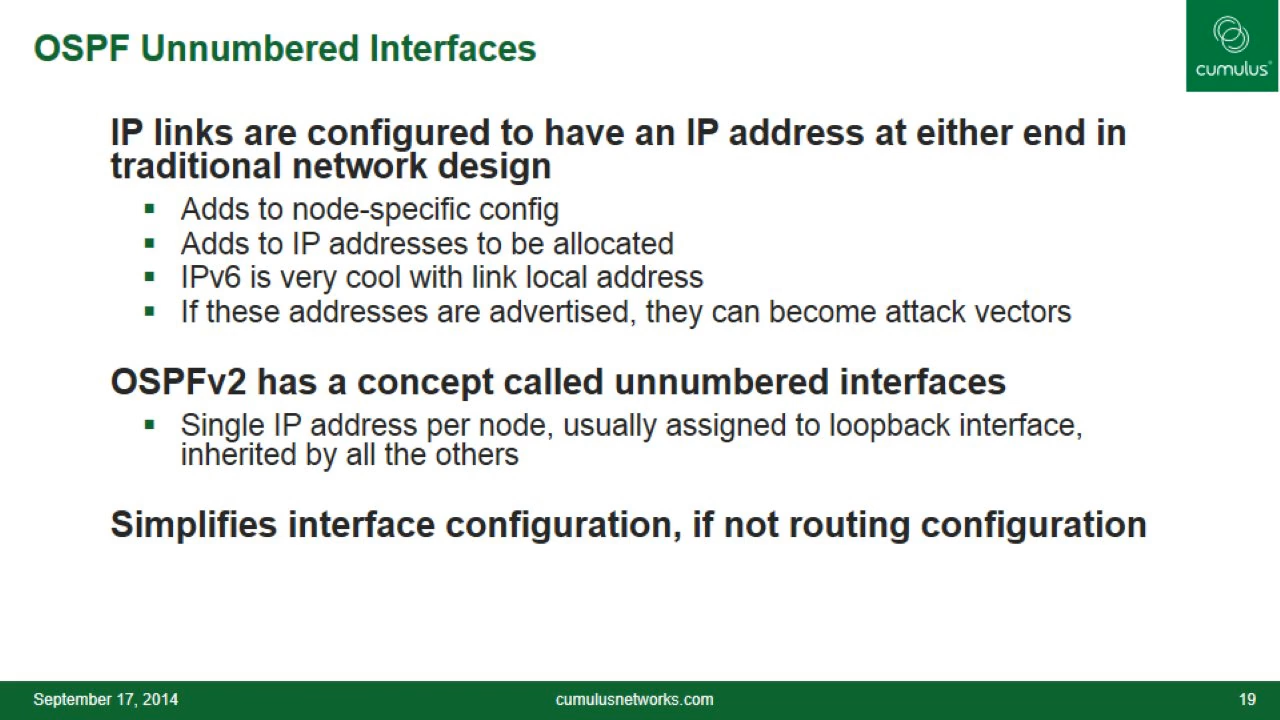 OSPF Unnumbered Interfaces
cumulus®
IP links are configured to have an IP address at either end in
traditional network design
▪ Adds to node-specific config
▪ Adds to IP addresses to be allocated
▪ IPv6 is very cool with link local address
▪ If these addresses are advertised, they can become attack vectors
OSPFv2 has a concept called unnumbered interfaces
▪ Single IP address per node, usually assigned to loopback interface,
inherited by all the others
Simplifies interface configuration, if not routing configuration
September 17, 2014
cumulusnetworks.com
19